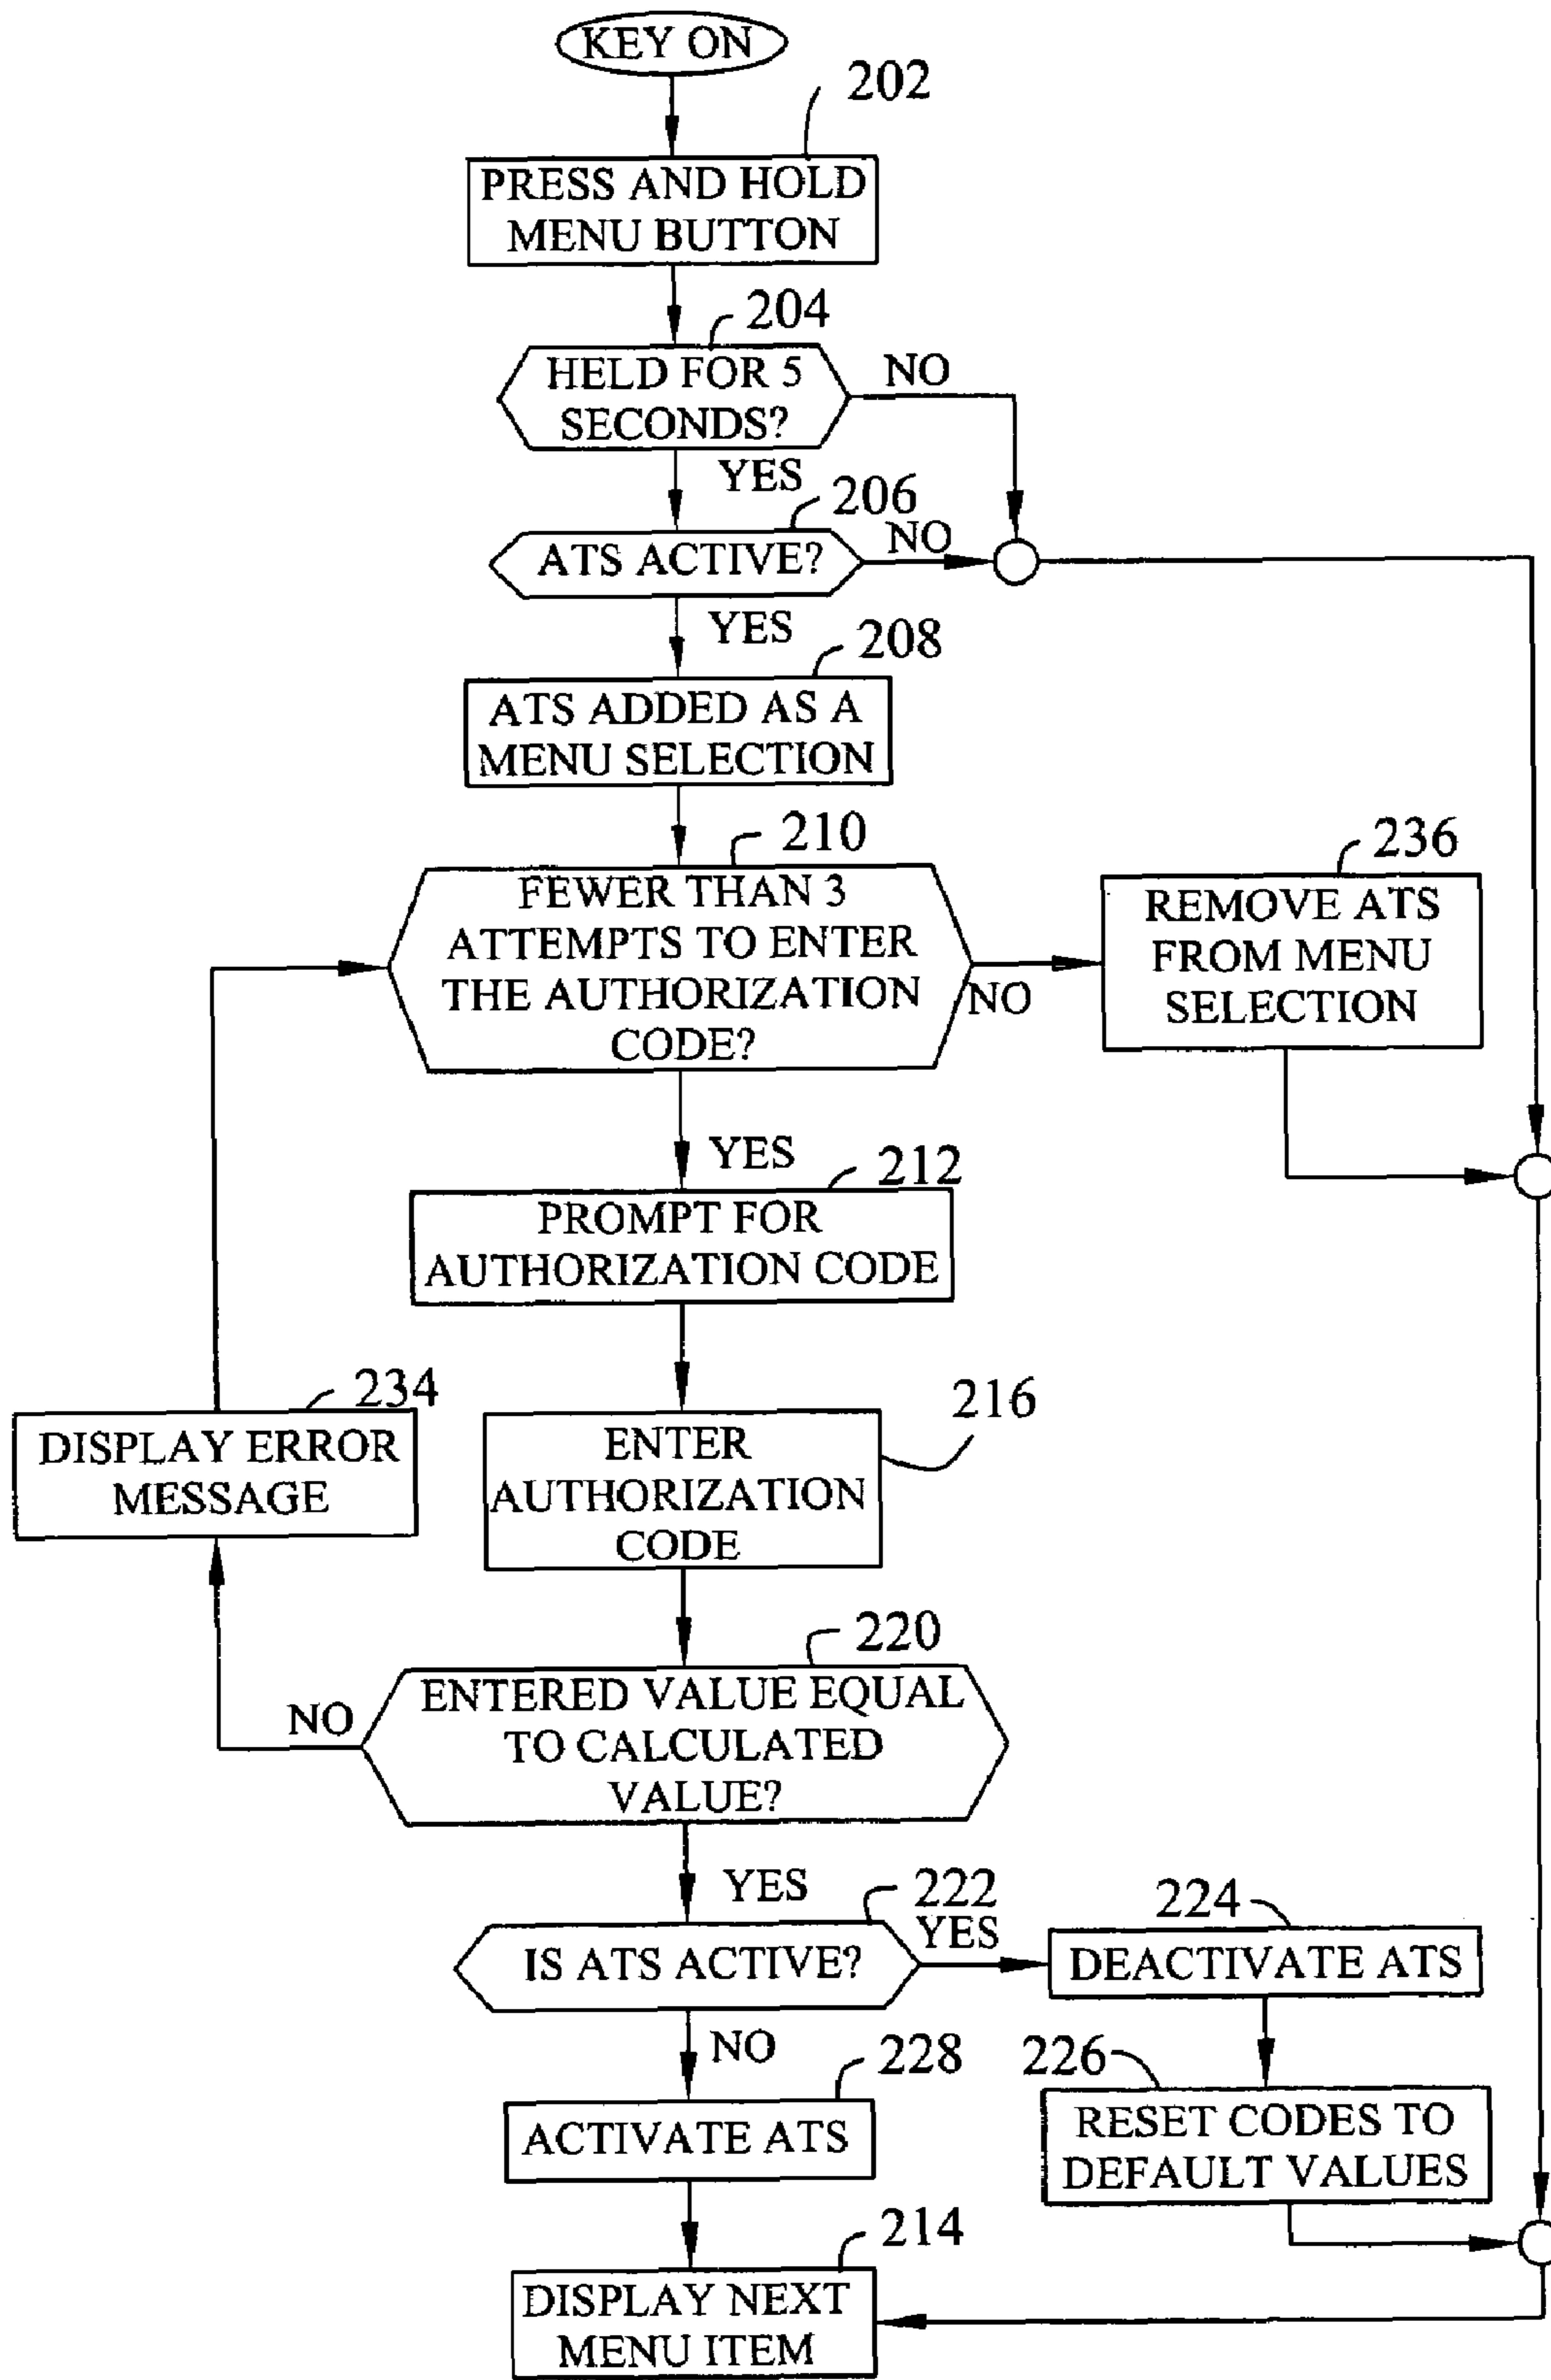 KEY ON
202
PRESS AND HOLD
MENU BUTTON
204
HELD FOR 5
SECONDS?
NO
YES
206
ATS ACTIVE?
NO
YES
208
ATS ADDED AS A
MENU SELECTION
210
FEWER THAN 3
ATTEMPTS TO ENTER
THE AUTHORIZATION
CODE?
NO
236
REMOVE ATS
FROM MENU
SELECTION
YES
212
PROMPT FOR
AUTHORIZATION CODE
234
DISPLAY ERROR
MESSAGE
216
ENTER
AUTHORIZATION
CODE
220
ENTERED VALUE EQUAL
TO CALCULATED
VALUE?
NO
YES
222
IS ATS ACTIVE?
YES
224
DEACTIVATE ATS
NO
228
ACTIVATE ATS
226
RESET CODES TO
DEFAULT VALUES
214
DISPLAY NEXT
MENU ITEM